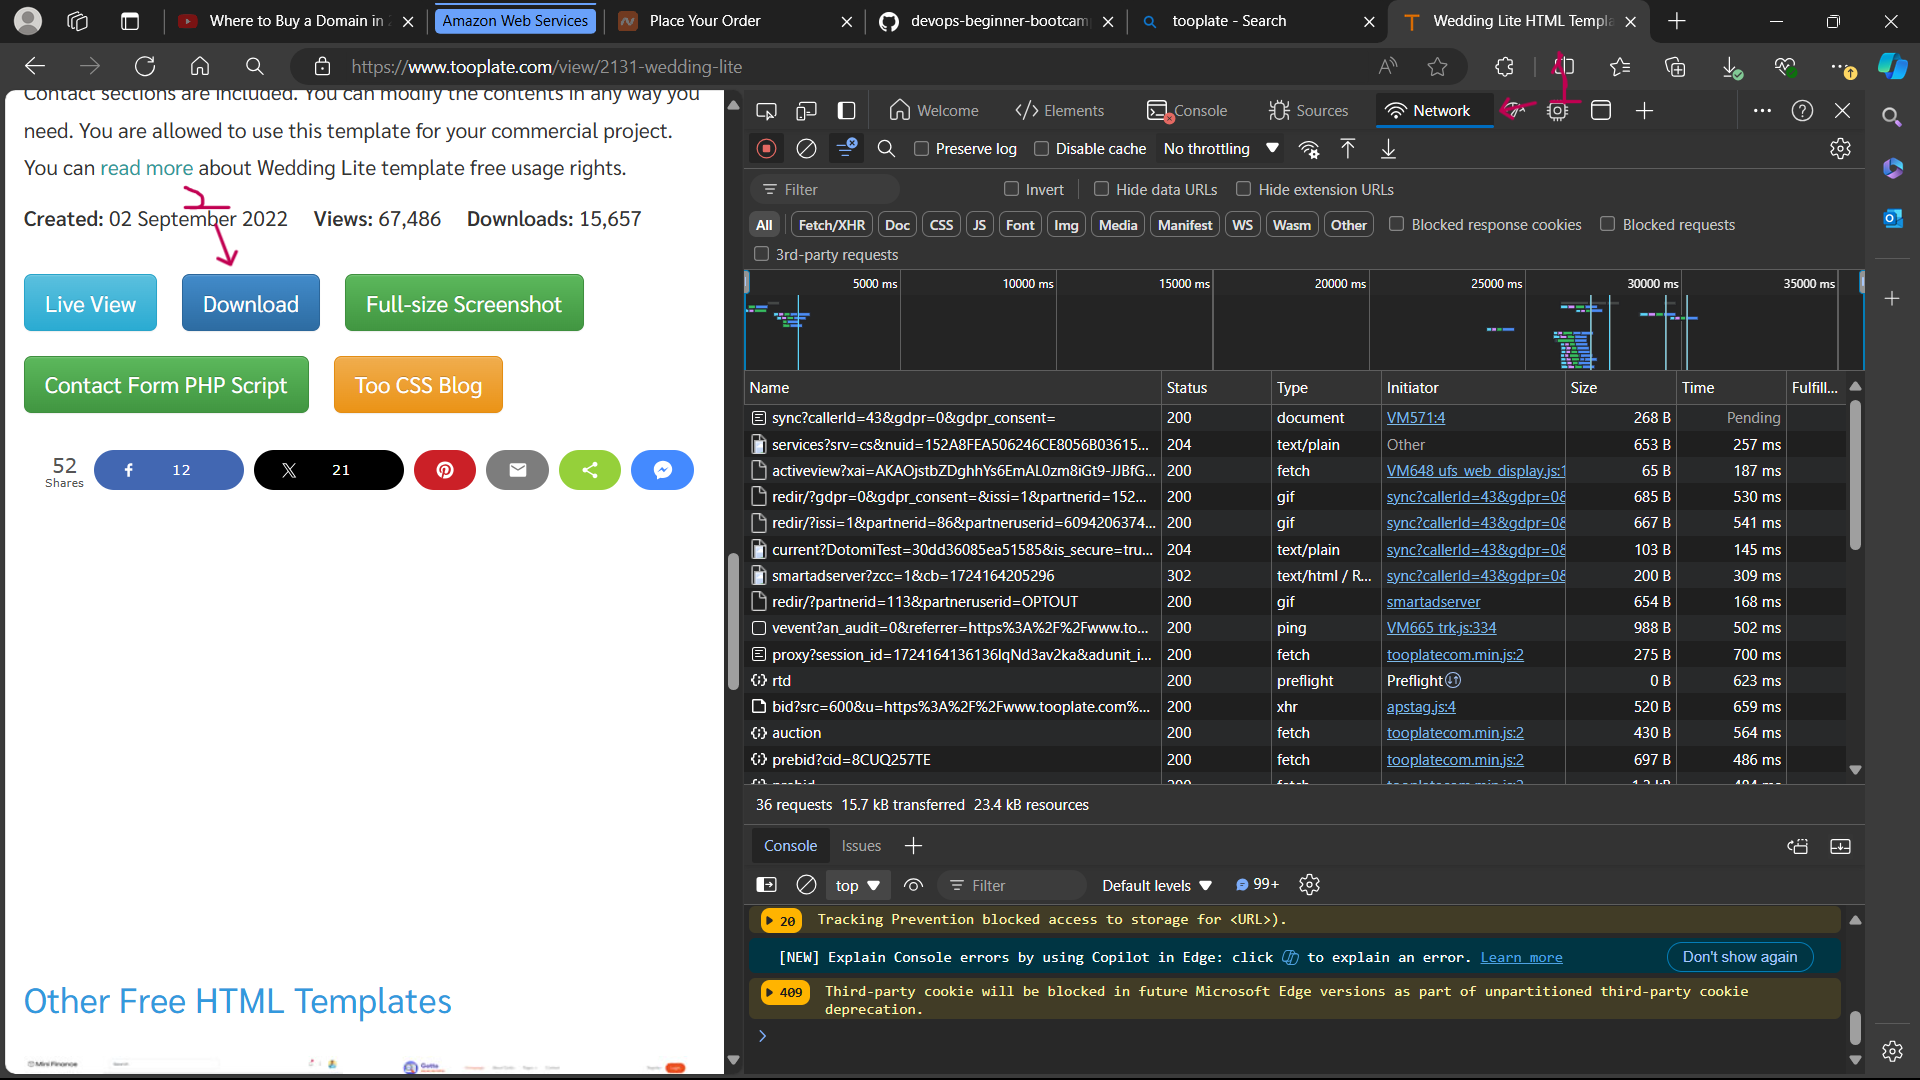 Where to Buy a Domain in 2
Amazon Web Services
Place Your Order
devops-beginner-bootcam
tooplate - Search
Wedding Lite HTML Templa
https://www.tooplate.com/view/2131-wedding-lite
Contact sections are included. You can modify the contents in any way you
need. You are allowed to use this template for your commercial project.
You can read more about Wedding Lite template free usage rights.
2
1
Created: 02 September 2022 Views: 67,486 Downloads: 15,657
Live View
Download
Full-size Screenshot
Contact Form PHP Script
Too CSS Blog
52
Shares
12
21
Other Free HTML Templates
Mini Finance
Gotto
Welcome
Elements
Console
Sources
Network
Preserve log
Disable cache
No throttling
Filter
Invert
Hide data URLs
Hide extension URLs
All
Fetch/XHR
Doc
CSS
JS
Font
Img
Media
Manifest
WS
Wasm
Other
Blocked response cookies
Blocked requests
3rd-party requests
5000 ms
10000 ms
15000 ms
20000 ms
25000 ms
30000 ms
35000 ms
Name Status Type Initiator Size Time Fulfill...
sync?callerId=43&gdpr=0&gdpr_consent= 200 document VM571:4 268 B Pending
services?srv=cs&nuid=152A8FEA506246CE8056B03615... 204 text/plain Other 653 B 257 ms
activeview?xai=AKAOjstbZDghhYs6EmAL0zm8iGt9-JJBfG... 200 fetch VM648 ufs_web_display.js:1 65 B 187 ms
redir/?gdpr=0&gdpr_consent=&issi=1&partnerid=152... 200 gif sync?callerId=43&gdpr=0& 685 B 530 ms
redir/?issi=1&partnerid=86&partneruserid=6094206374... 200 gif sync?callerId=43&gdpr=0& 667 B 541 ms
current?DotomiTest=30dd36085ea51585&is_secure=tru... 204 text/plain sync?callerId=43&gdpr=0& 103 B 145 ms
smartadserver?zcc=1&cb=1724164205296 302 text/html / R... sync?callerId=43&gdpr=0& 200 B 309 ms
redir/?partnerid=113&partneruserid=OPTOUT 200 gif smartadserver 654 B 168 ms
vevent?an_audit=0&referrer=https%3A%2F%2Fwww.to... 200 ping VM665 trk.js:334 988 B 502 ms
proxy?session_id=1724164136136lqNd3av2ka&adunit_i... 200 fetch tooplatecom.min.js:2 275 B 700 ms
rtd 200 preflight Preflight 0 B 623 ms
bid?src=600&u=https%3A%2F%2Fwww.tooplate.com%... 200 xhr apstag.js:4 520 B 659 ms
auction 200 fetch tooplatecom.min.js:2 430 B 564 ms
prebid?cid=8CUQ257TE 200 fetch tooplatecom.min.js:2 697 B 486 ms
36 requests 15.7 kB transferred 23.4 kB resources
Console
Issues
top
Filter
Default levels
99+
20 Tracking Prevention blocked access to storage for <URL>).
[NEW] Explain Console errors by using Copilot in Edge: click to explain an error. Learn more
Don't show again
409 Third-party cookie will be blocked in future Microsoft Edge versions as part of unpartitioned third-party cookie
deprecation.